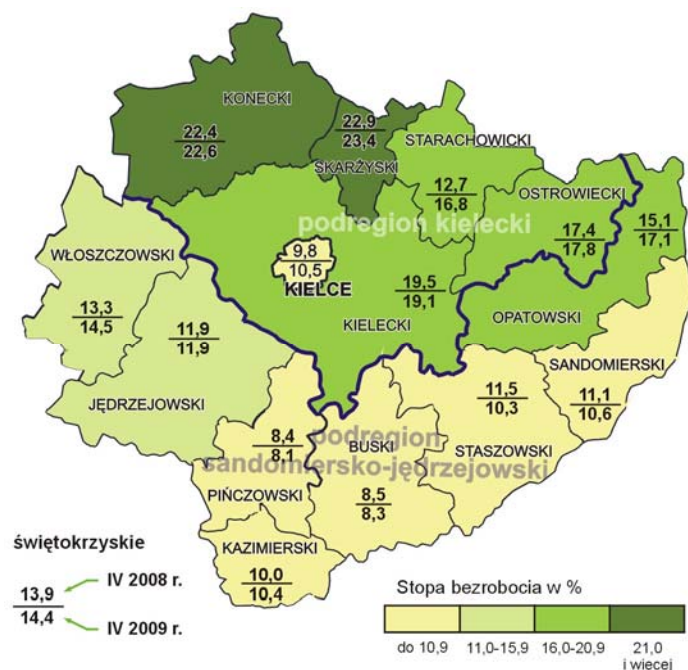 KONECKI
22,4
22,6
22,9
23,4
SKARŻYSKI
STARACHOWICKI
12,7
16,8
OSTROWIECKI
17,4
17,8
15,1
17,1
podregion kielecki
WŁOSZCZOWSKI
13,3
14,5
9,8
10,5
KIELCE
19,5
19,1
KIELECKI
OPATOWSKI
11,9
11,9
JĘDRZEJOWSKI
SANDOMIERSKI
11,1
10,6
11,5
10,3
STASZOWSKI
8,4
8,1
PIŃCZOWSKI
podregion
sandomiersko-jędrzejowski
BUSKI
8,5
8,3
KAZIMIERSKI
10,0
10,4
świętokrzyskie
13,9 IV 2008 r.
14,4 IV 2009 r.
Stopa bezrobocia w %
do 10,9 11,0-15,9 16,0-20,9 21,0
i więcej